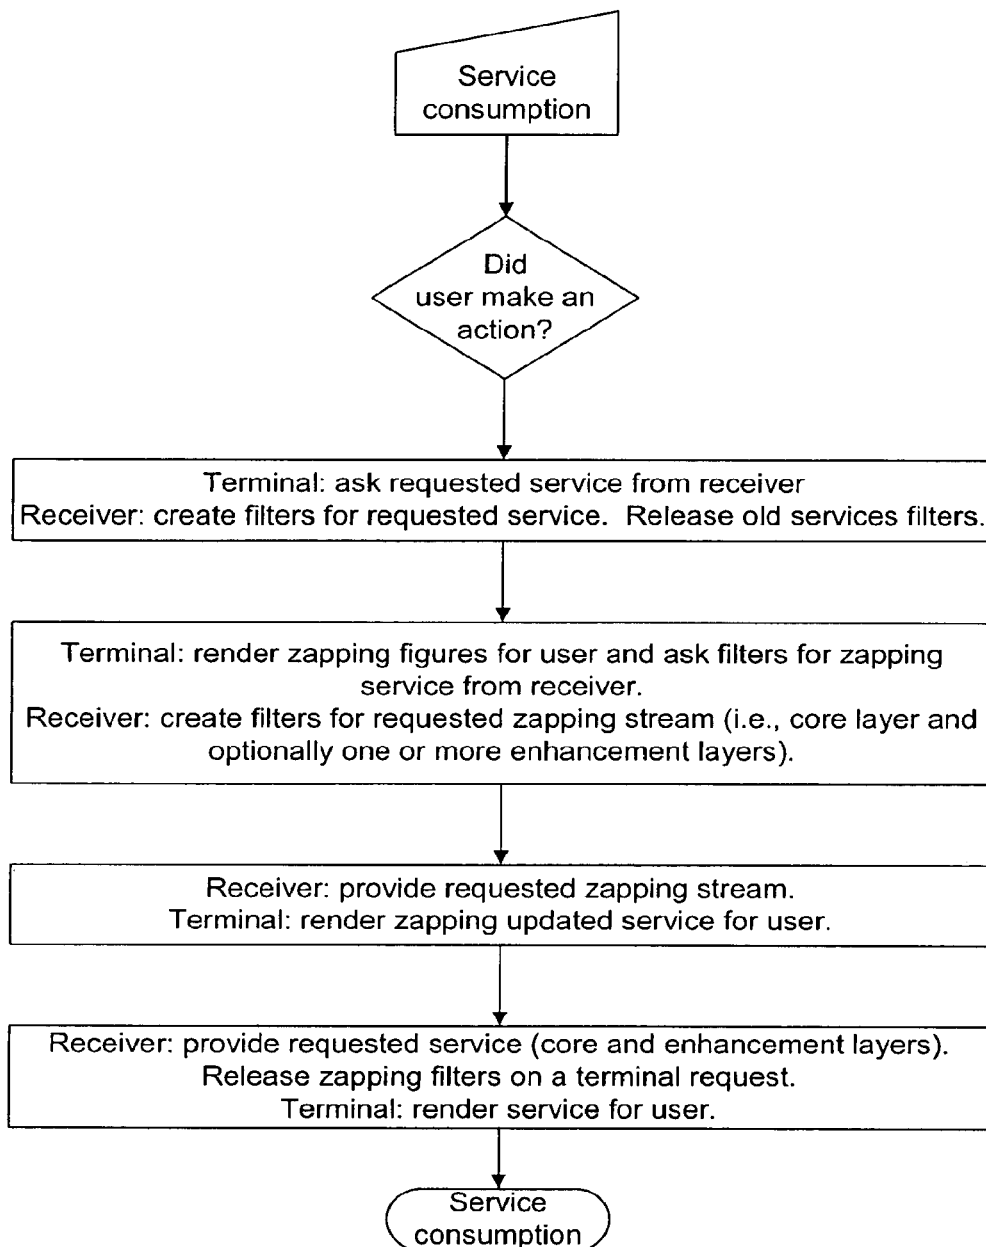 Service
consumption
Did
user make an
action?
Terminal: ask requested service from receiver
Receiver: create filters for requested service. Release old services filters.
Terminal: render zapping figures for user and ask filters for zapping
service from receiver.
Receiver: create filters for requested zapping stream (i.e., core layer and
optionally one or more enhancement layers).
Receiver: provide requested zapping stream.
Terminal: render zapping updated service for user.
Receiver: provide requested service (core and enhancement layers).
Release zapping filters on a terminal request.
Terminal: render service for user.
Service
consumption